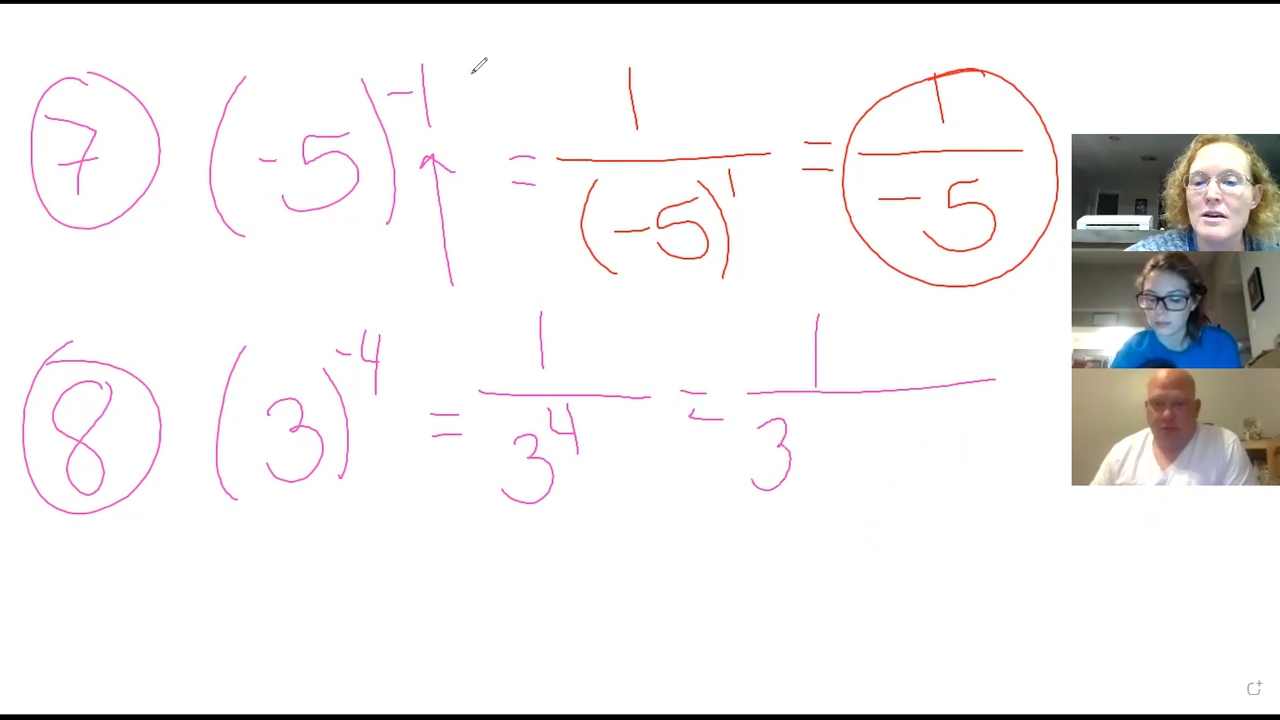 7 (-5)^-1 = 1/(-5)^1 = 1/-5
8 (3)^-4 = 1/3^4 = 1/3